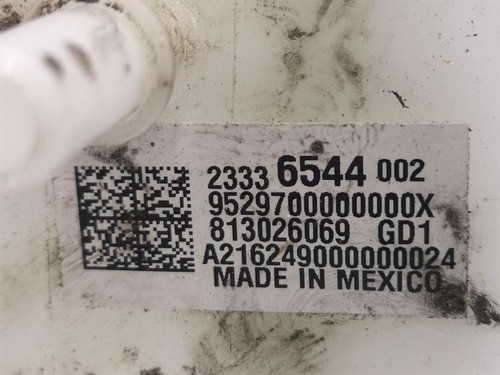 2333 6544 002
9529700000000X
813026069 GD1
A216249000000024
MADE IN MEXICO